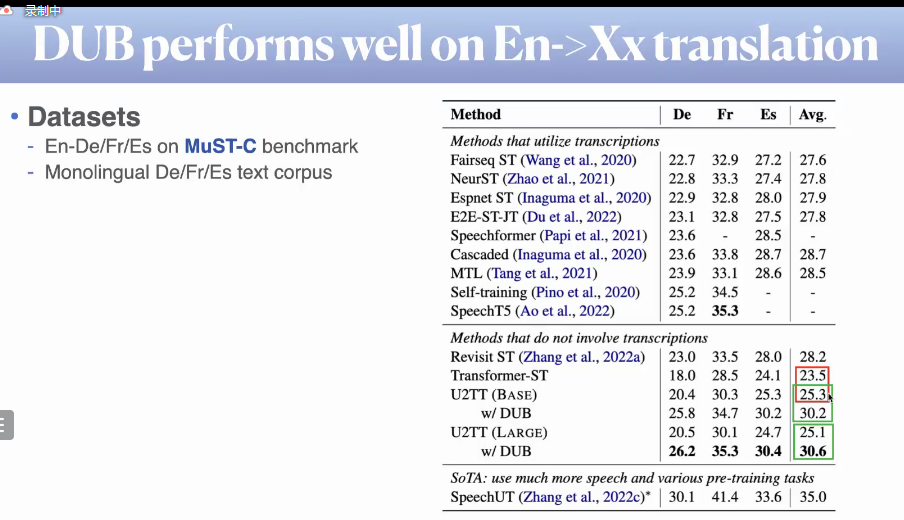 录制中
DUB performs well on En->Xx translation
• Datasets
- En-De/Fr/Es on MuST-C benchmark
- Monolingual De/Fr/Es text corpus
Method De Fr Es Avg.
Methods that utilize transcriptions
Fairseq ST (Wang et al., 2020) 22.7 32.9 27.2 27.6
NeurST (Zhao et al., 2021) 22.8 33.3 27.4 27.8
Espnet ST (Inaguma et al., 2020) 22.9 32.8 28.0 27.9
E2E-ST-JT (Du et al., 2022) 23.1 32.8 27.5 27.8
Speechformer (Papi et al., 2021) 23.6 - 28.5 -
Cascaded (Inaguma et al., 2020) 23.6 33.8 28.7 28.7
MTL (Tang et al., 2021) 23.9 33.1 28.6 28.5
Self-training (Pino et al., 2020) 25.2 34.5 - -
SpeechT5 (Ao et al., 2022) 25.2 35.3 - -
Methods that do not involve transcriptions
Revisit ST (Zhang et al., 2022a) 23.0 33.5 28.0 28.2
Transformer-ST 18.0 28.5 24.1 23.5
U2TT (BASE) 20.4 30.3 25.3 25.3
w/ DUB 25.8 34.7 30.2 30.2
U2TT (LARGE) 20.5 30.1 24.7 25.1
w/ DUB 26.2 35.3 30.4 30.6
SoTA: use much more speech and various pre-training tasks
SpeechUT (Zhang et al., 2022c)* 30.1 41.4 33.6 35.0